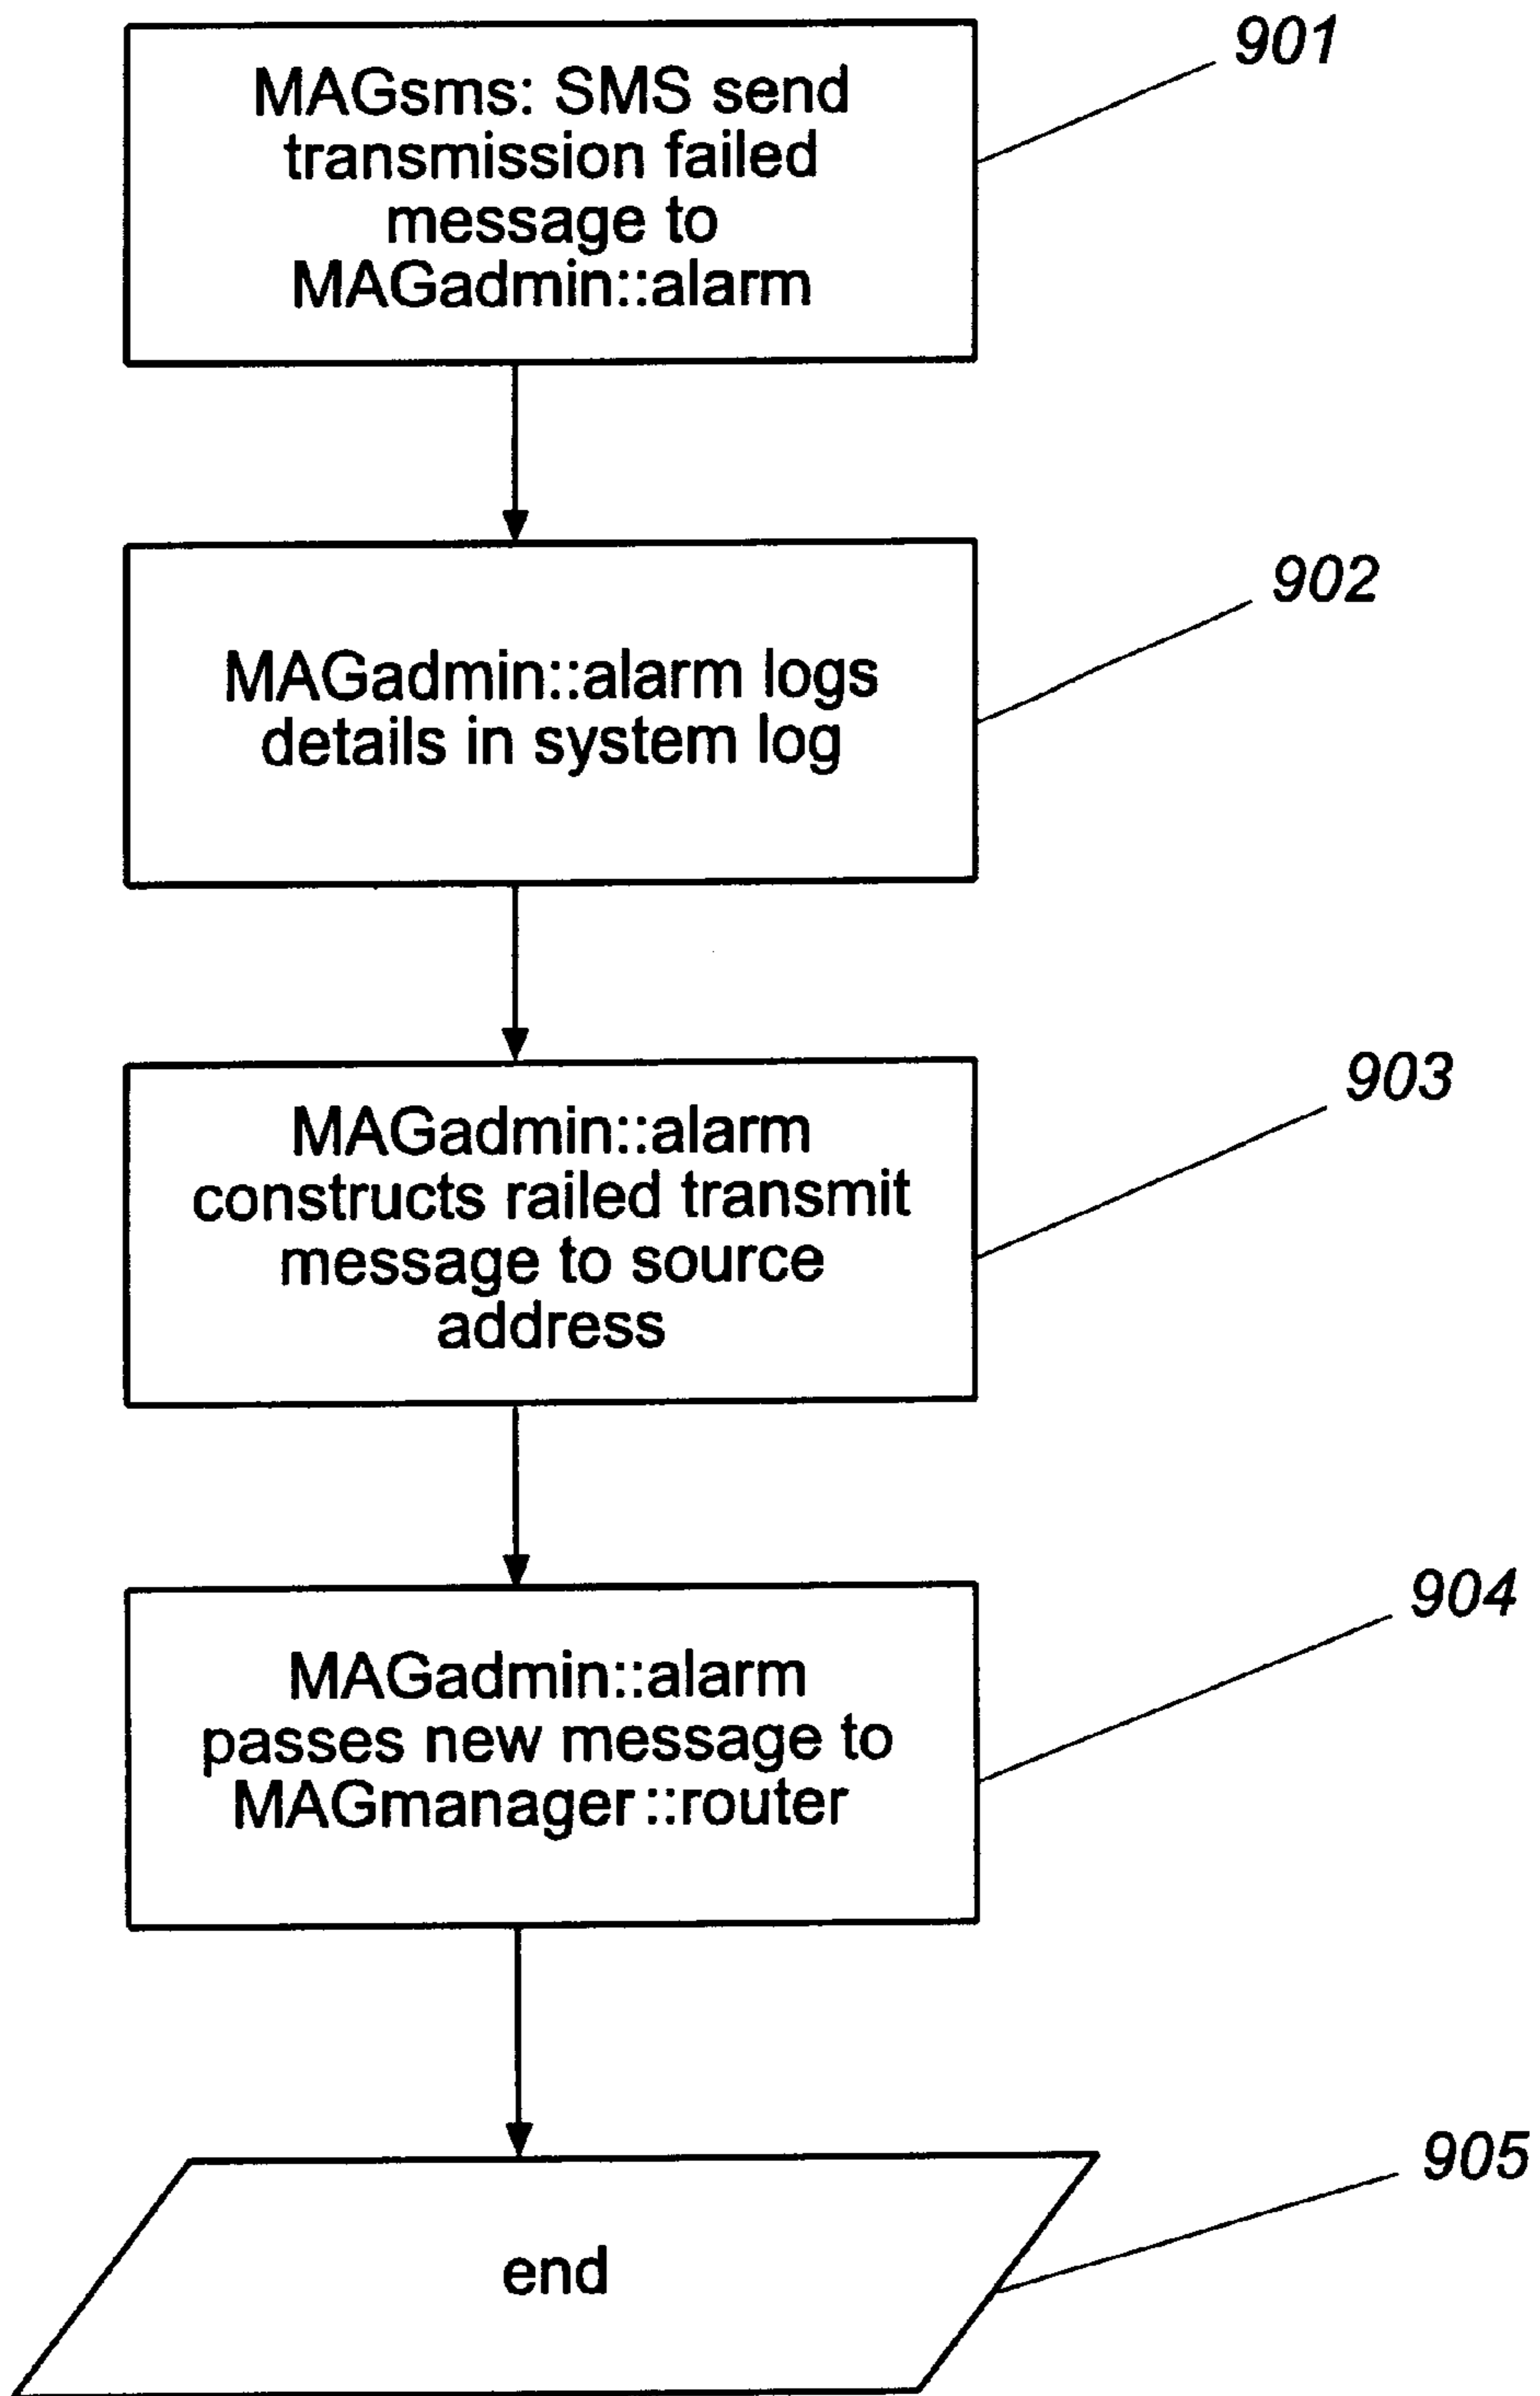 901
MAGsms: SMS send
transmission failed
message to
MAGadmin::alarm
902
MAGadmin::alarm logs
details in system log
903
MAGadmin::alarm
constructs railed transmit
message to source
address
904
MAGadmin::alarm
passes new message to
MAGmanager::router
905
end